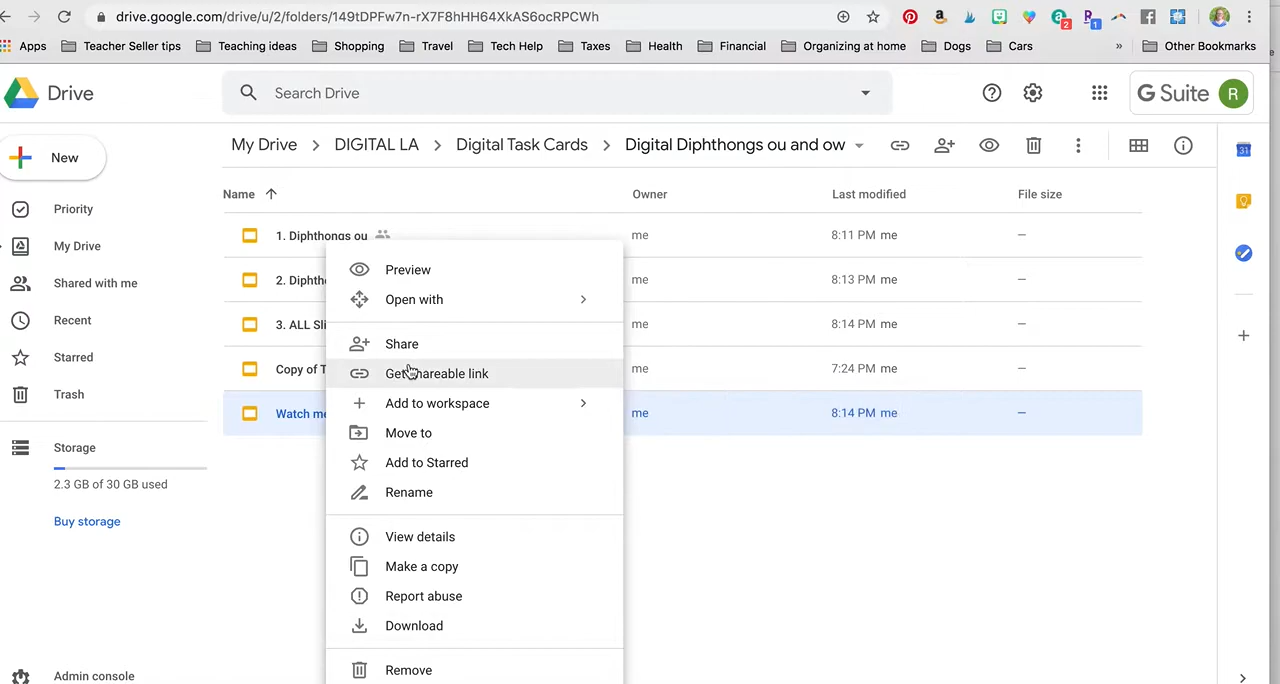 drive.google.com/drive/u/2/folders/149tDPFw7n-rX7F8hHH64XkAS6ocRPCWh
2
1
Apps Teacher Seller tips Teaching ideas Shopping Travel Tech Help Taxes Health Financial Organizing at home Dogs Cars » Other Bookmarks
Drive
Search Drive
G Suite R
New
My Drive > DIGITAL LA > Digital Task Cards > Digital Diphthongs ou and ow
31
Name Owner Last modified File size
Priority
My Drive
Shared with me
Recent
Starred
Trash
Storage
2.3 GB of 30 GB used
Buy storage
Admin console
1. Diphthongs ou me 8:11 PM me –
2. Diphth me 8:13 PM me –
3. ALL Sli me 8:14 PM me –
Copy of T me 7:24 PM me –
Watch me me 8:14 PM me –
Preview
Open with
Share
Get shareable link
Add to workspace
Move to
Add to Starred
Rename
View details
Make a copy
Report abuse
Download
Remove